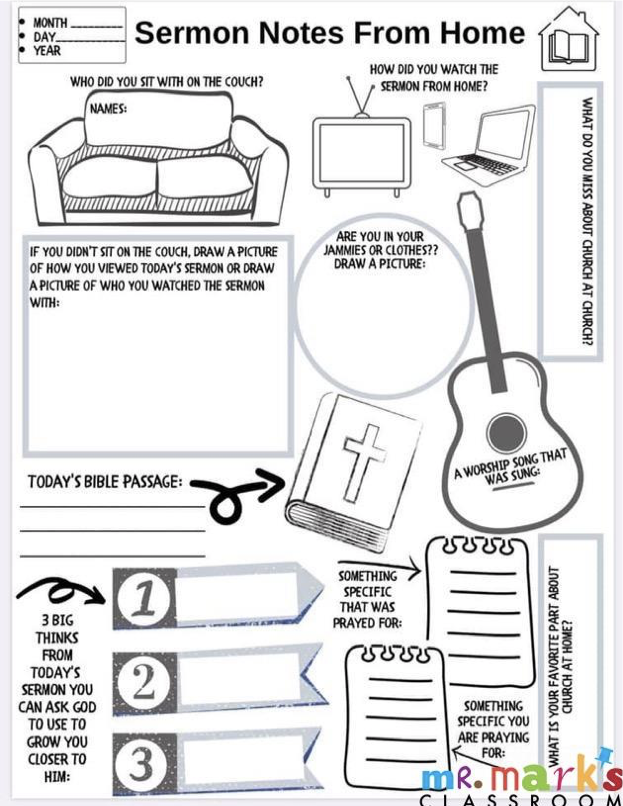 MONTH
DAY
YEAR
Sermon Notes From Home
WHO DID YOU SIT WITH ON THE COUCH?
NAMES:
HOW DID YOU WATCH THE
SERMON FROM HOME?
WHAT DO YOU MISS ABOUT CHURCH AT CHURCH?
IF YOU DIDN'T SIT ON THE COUCH, DRAW A PICTURE
OF HOW YOU VIEWED TODAY'S SERMON OR DRAW
A PICTURE OF WHO YOU WATCHED THE SERMON
WITH:
ARE YOU IN YOUR
JAMMIES OR CLOTHES??
DRAW A PICTURE:
A WORSHIP SONG THAT
WAS SUNG:
TODAY'S BIBLE PASSAGE:
3 BIG
THINKS
FROM
TODAY'S
SERMON YOU
CAN ASK GOD
TO USE TO
GROW YOU
CLOSER TO
HIM:
1
2
3
SOMETHING
SPECIFIC
THAT WAS
PRAYED FOR:
SOMETHING
SPECIFIC YOU
ARE PRAYING
FOR:
WHAT IS YOUR FAVORITE PART ABOUT
CHURCH AT HOME?
mr. mark's
CLASSROOM